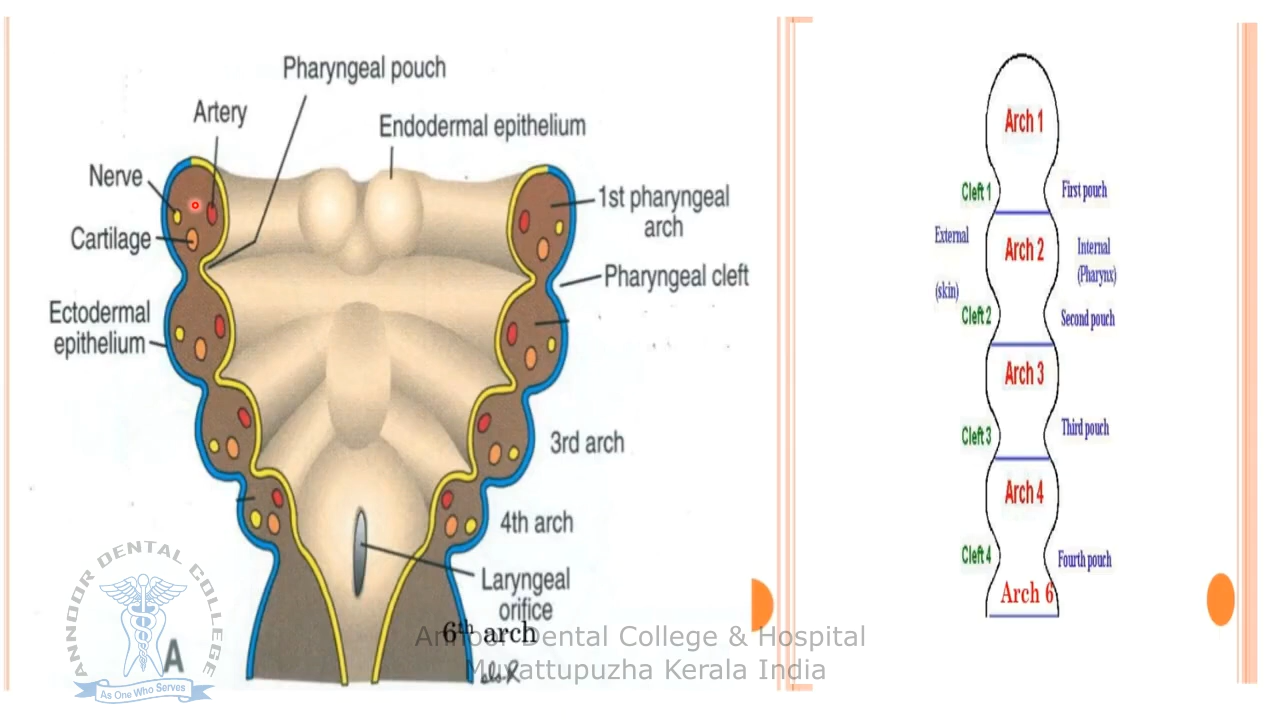 Pharyngeal pouch
Artery
Endodermal epithelium
Nerve
1st pharyngeal
arch
Cartilage
Pharyngeal cleft
Ectodermal
epithelium
3rd arch
4th arch
Laryngeal
orifice
6th arch
A
ANNOOR DENTAL COLLEGE
As One Who Serves
Annoor Dental College & Hospital
Muvattupuzha Kerala India
Arch 1
Cleft 1
First pouch
External
(skin)
Arch 2
Internal
(Pharynx)
Cleft 2
Second pouch
Arch 3
Cleft 3
Third pouch
Arch 4
Cleft 4
Fourth pouch
Arch 6